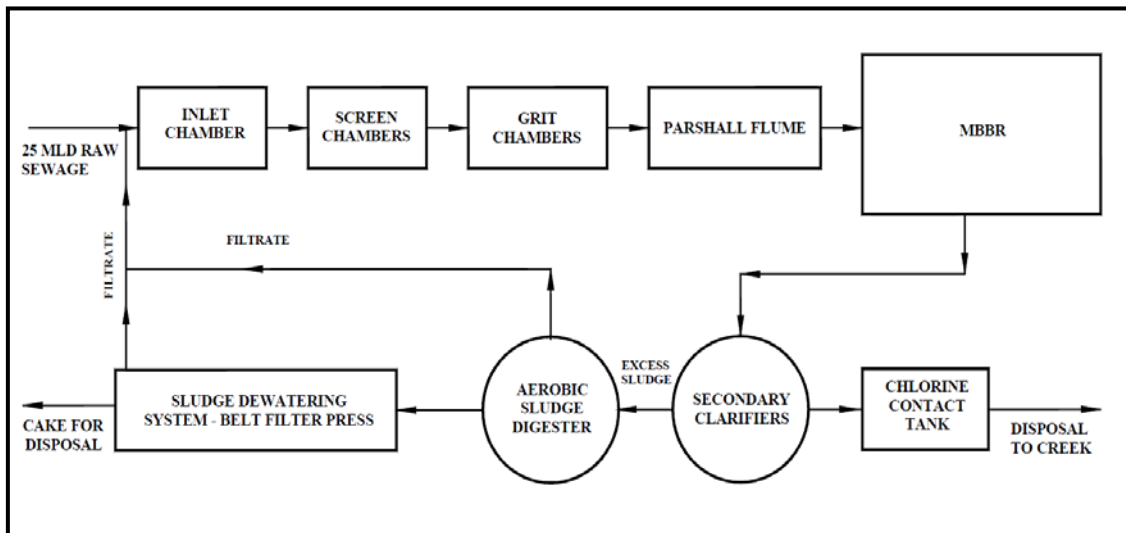 INLET
CHAMBER
SCREEN
CHAMBERS
GRIT
CHAMBERS
PARSHALL FLUME
MBBR
25 MLD RAW
SEWAGE
FILTRATE
FILTRATE
EXCESS
SLUDGE
AEROBIC
SLUDGE
DIGESTER
SECONDARY
CLARIFIERS
CHLORINE
CONTACT
TANK
SLUDGE DEWATERING
SYSTEM - BELT FILTER PRESS
CAKE FOR
DISPOSAL
DISPOSAL
TO CREEK